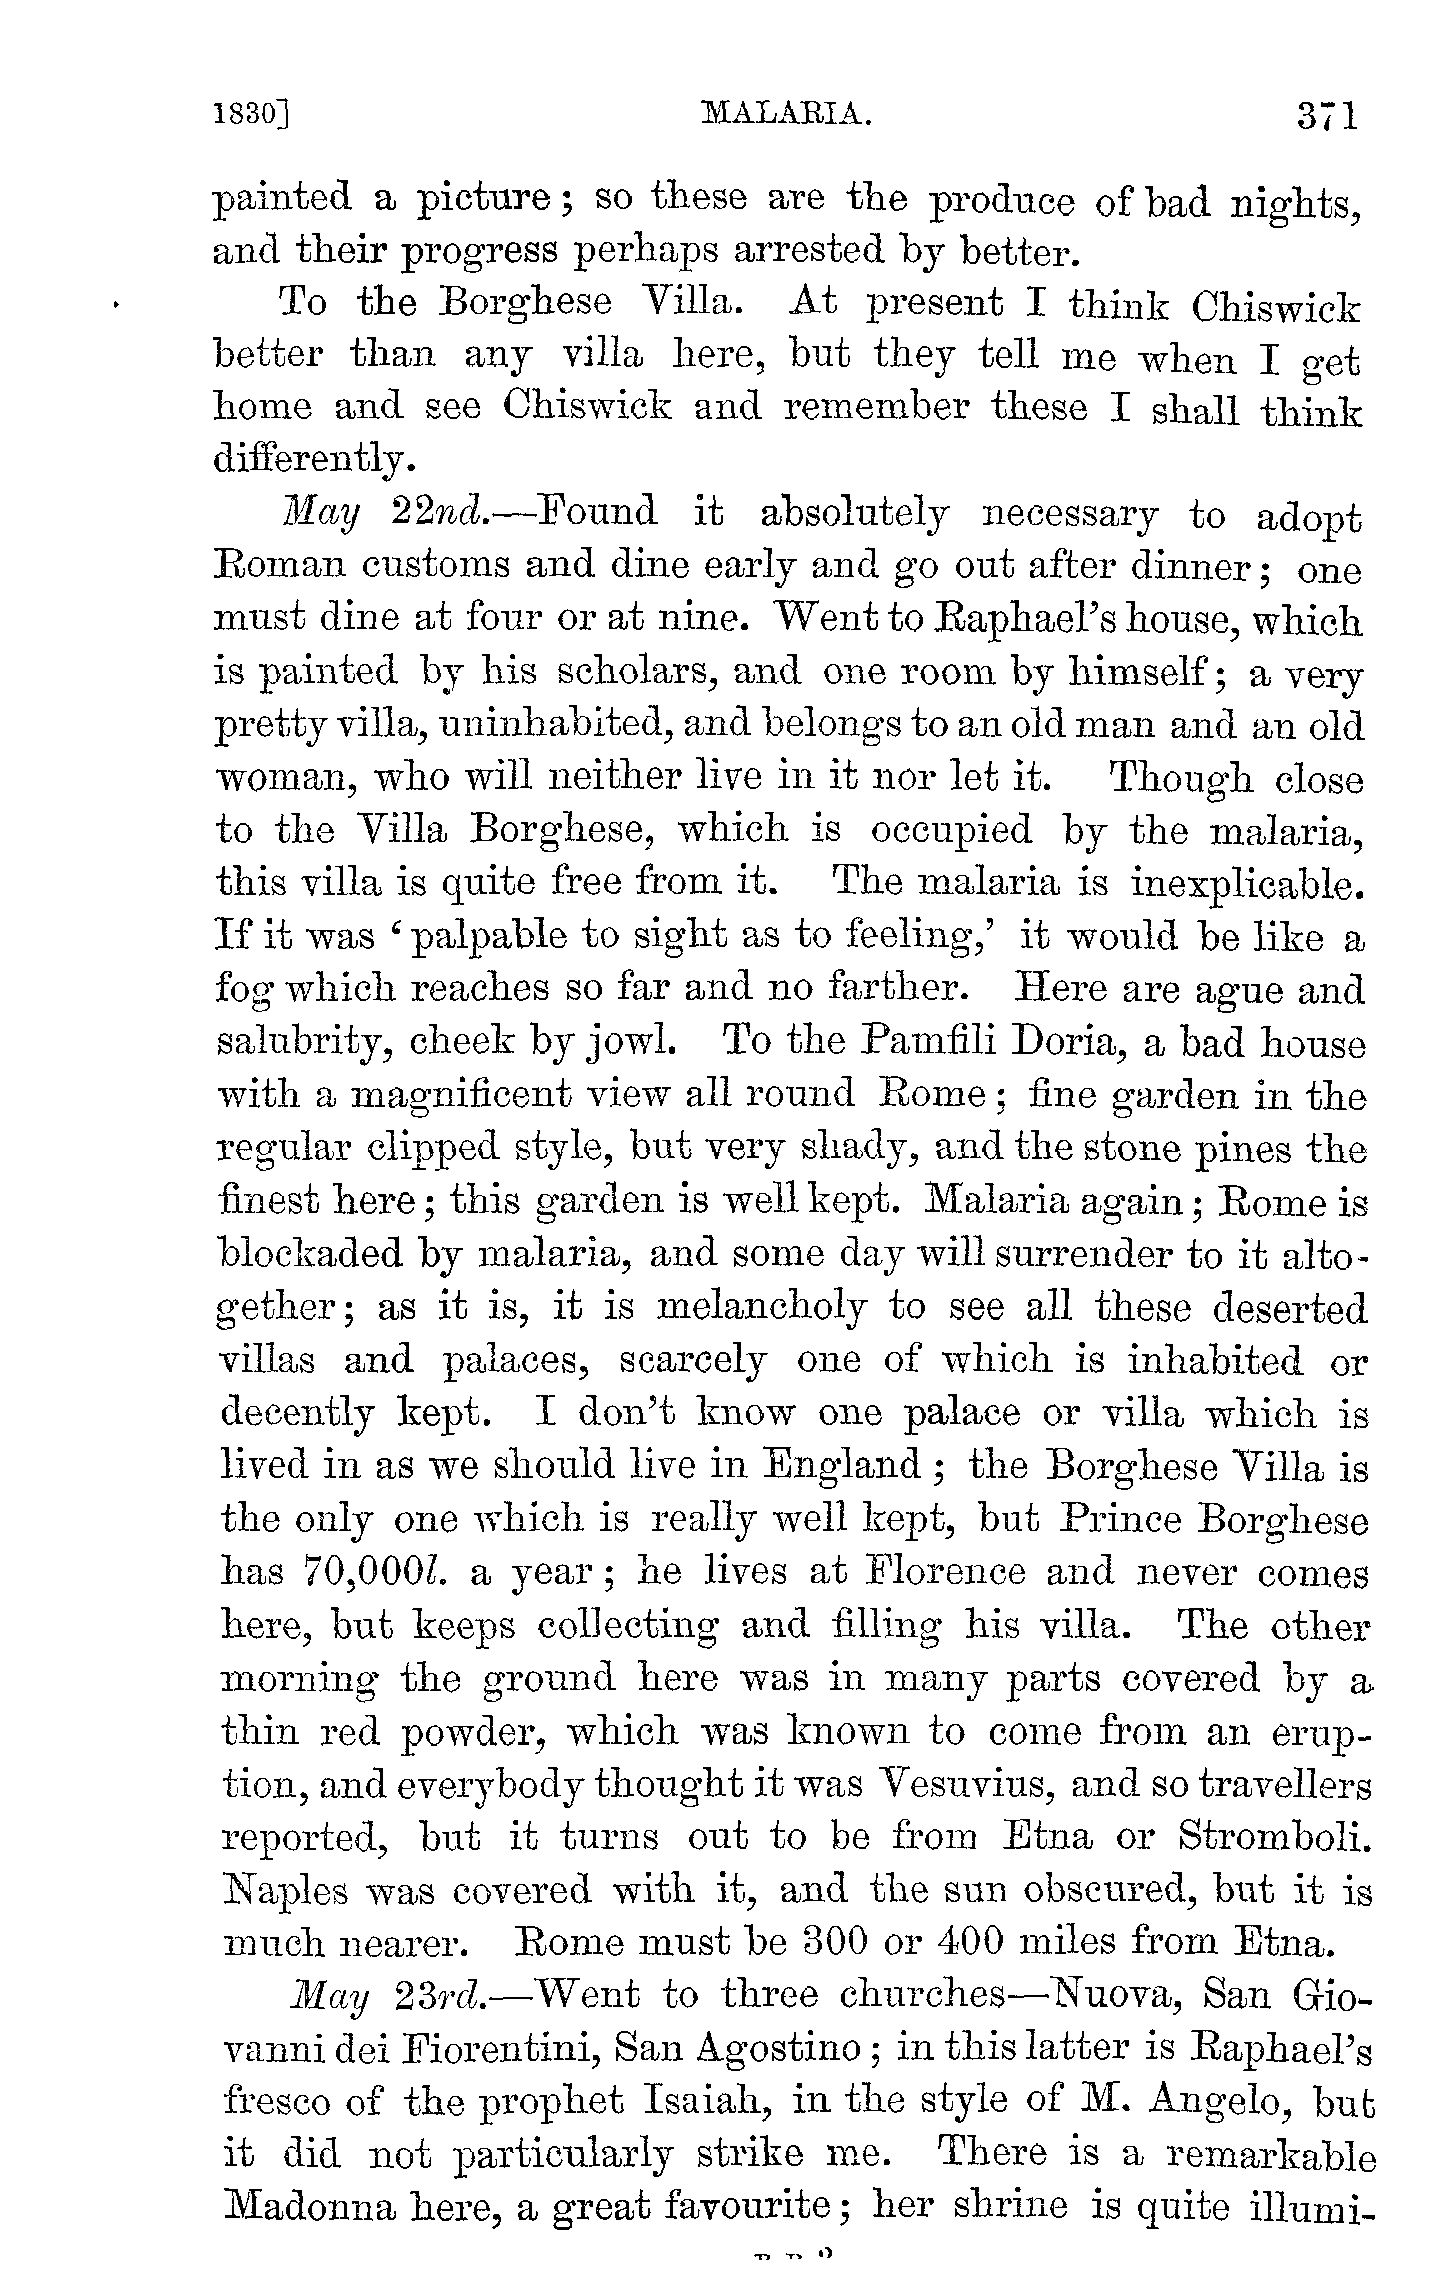 1830] MALARIA. 371
painted a picture; so these are the produce of bad nights,
and their progress perhaps arrested by better.
To the Borghese Villa. At present I think Chiswick
better than any villa here, but they tell me when I get
home and see Chiswick and remember these I shall think
differently.
May 22nd.—Found it absolutely necessary to adopt
Roman customs and dine early and go out after dinner; one
must dine at four or at nine. Went to Raphael's house, which
is painted by his scholars, and one room by himself; a very
pretty villa, uninhabited, and belongs to an old man and an old
woman, who will neither live in it nor let it. Though close
to the Villa Borghese, which is occupied by the malaria,
this villa is quite free from it. The malaria is inexplicable.
If it was ‘palpable to sight as to feeling,’ it would be like a
fog which reaches so far and no farther. Here are ague and
salubrity, cheek by jowl. To the Pamfili Doria, a bad house
with a magnificent view all round Rome; fine garden in the
regular clipped style, but very shady, and the stone pines the
finest here; this garden is well kept. Malaria again; Rome is
blockaded by malaria, and some day will surrender to it alto-
gether; as it is, it is melancholy to see all these deserted
villas and palaces, scarcely one of which is inhabited or
decently kept. I don't know one palace or villa which is
lived in as we should live in England; the Borghese Villa is
the only one which is really well kept, but Prince Borghese
has 70,000l. a year; he lives at Florence and never comes
here, but keeps collecting and filling his villa. The other
morning the ground here was in many parts covered by a
thin red powder, which was known to come from an erup-
tion, and everybody thought it was Vesuvius, and so travellers
reported, but it turns out to be from Etna or Stromboli.
Naples was covered with it, and the sun obscured, but it is
much nearer. Rome must be 300 or 400 miles from Etna.
May 23rd.—Went to three churches—Nuova, San Gio-
vanni dei Fiorentini, San Agostino; in this latter is Raphael's
fresco of the prophet Isaiah, in the style of M. Angelo, but
it did not particularly strike me. There is a remarkable
Madonna here, a great favourite; her shrine is quite illumi-